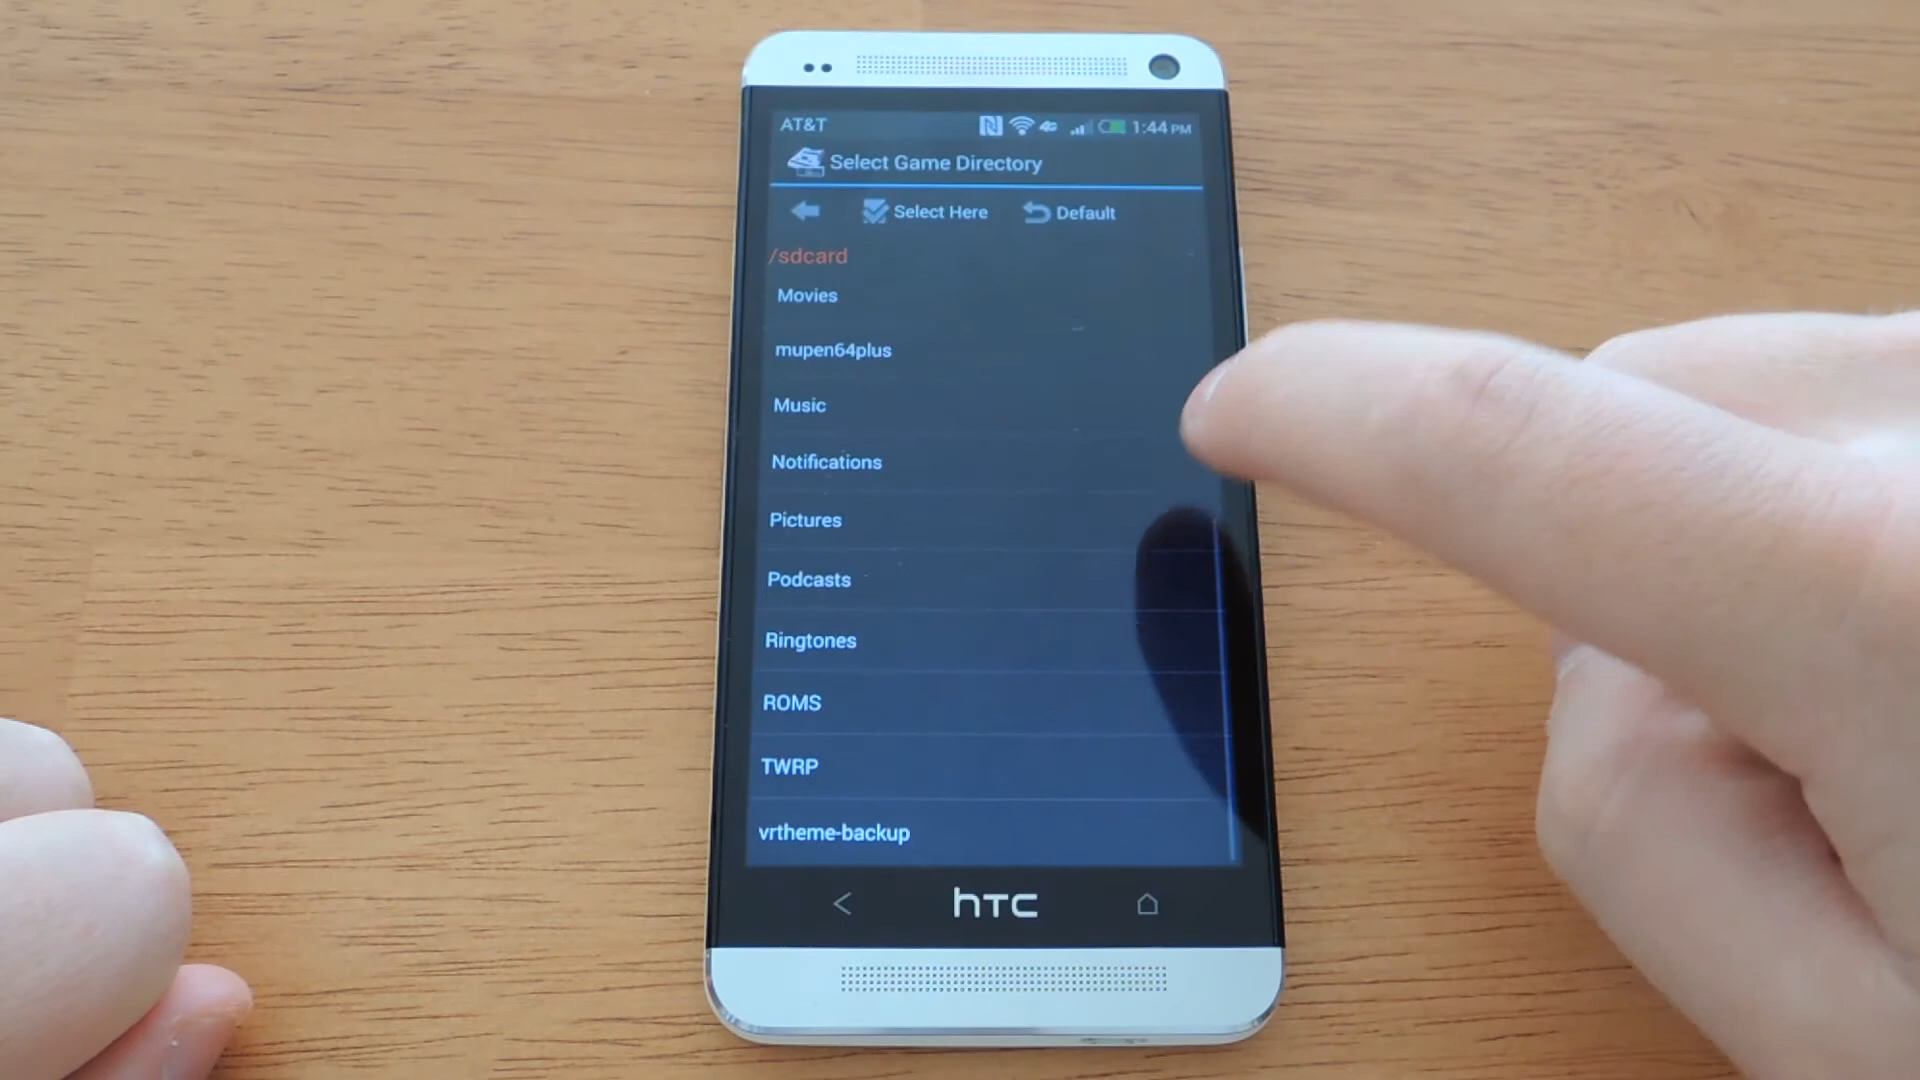 AT&T 4G 1:44 PM
Select Game Directory
Select Here Default
/sdcard
Movies
mupen64plus
Music
Notifications
Pictures
Podcasts
Ringtones
ROMS
TWRP
vrtheme-backup
hTC